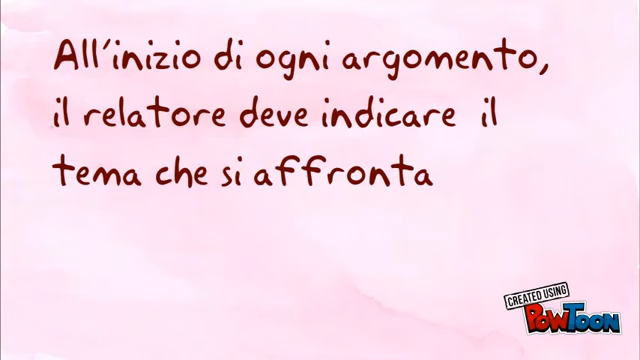 All'inizio di ogni argomento,
il relatore deve indicare il
tema che si affronta
CREATED USING
POWTOON